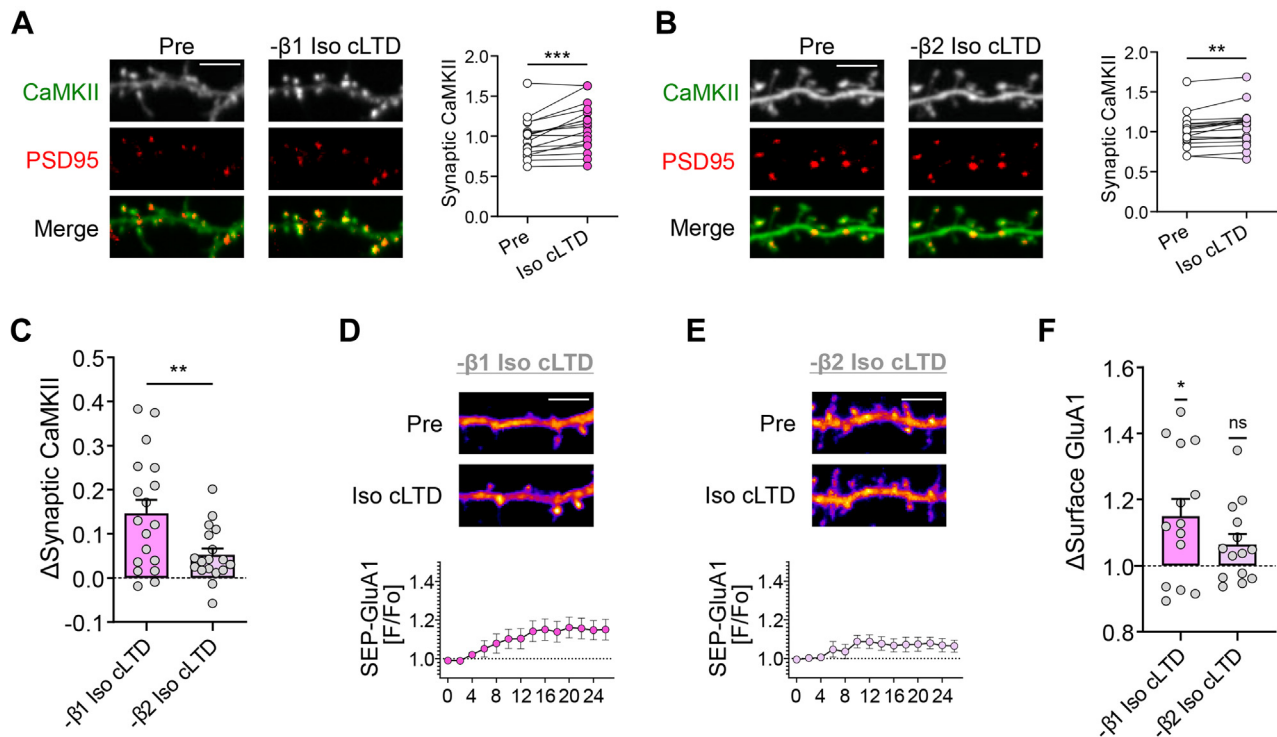 A
Pre
-β1 Iso cLTD
CaMKII
PSD95
Merge
Synaptic CaMKII
2.0
1.5
1.0
0.5
0.0
***
Pre
Iso cLTD
B
Pre
-β2 Iso cLTD
CaMKII
PSD95
Merge
Synaptic CaMKII
2.0
1.5
1.0
0.5
0.0
**
Pre
Iso cLTD
C
ΔSynaptic CaMKII
0.5
0.4
0.3
0.2
0.1
0.0
-0.1
**
-β1 Iso cLTD
-β2 Iso cLTD
D
-β1 Iso cLTD
Pre
Iso cLTD
SEP-GluA1
[F/Fo]
1.4
1.2
1.0
0 4 8 12 16 20 24
E
-β2 Iso cLTD
Pre
Iso cLTD
SEP-GluA1
[F/Fo]
1.4
1.2
1.0
0 4 8 12 16 20 24
F
ΔSurface GluA1
1.6
1.4
1.2
1.0
0.8
*
ns
-β1 Iso cLTD
-β2 Iso cLTD